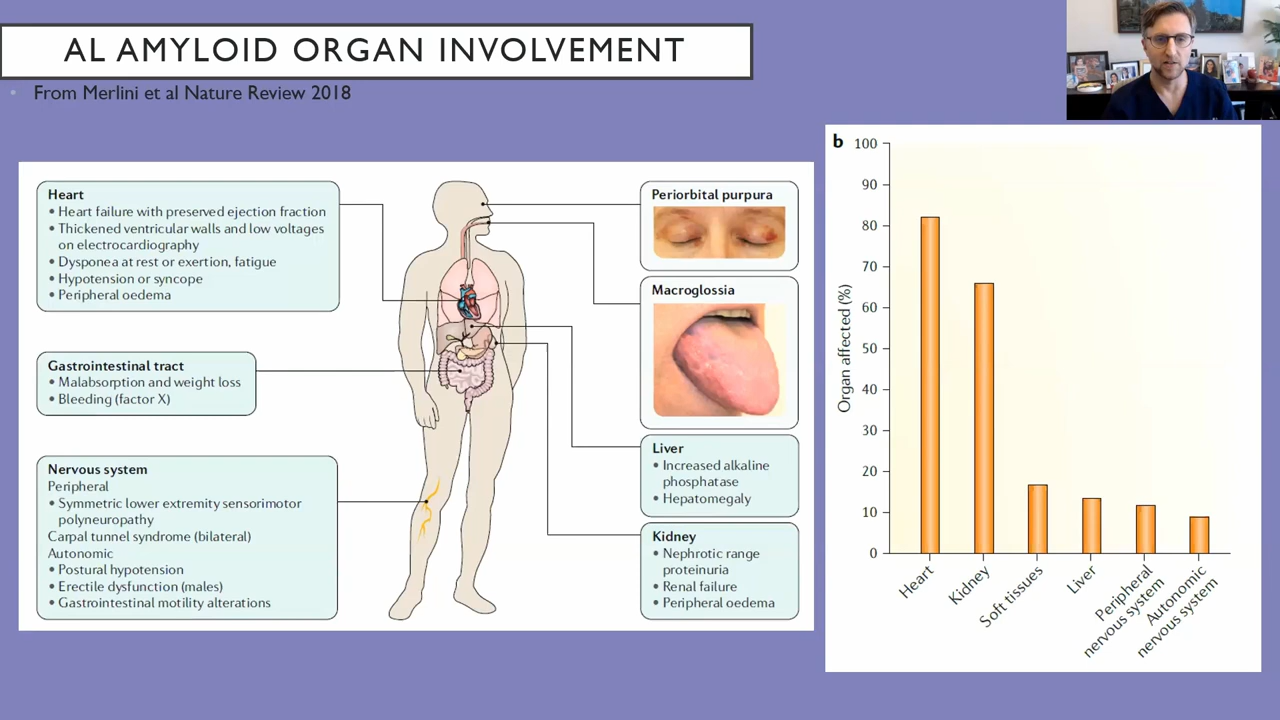 AL AMYLOID ORGAN INVOLVEMENT
• From Merlini et al Nature Review 2018
Heart
• Heart failure with preserved ejection fraction
• Thickened ventricular walls and low voltages
on electrocardiography
• Dysponea at rest or exertion, fatigue
• Hypotension or syncope
• Peripheral oedema
Gastrointestinal tract
• Malabsorption and weight loss
• Bleeding (factor X)
Nervous system
Peripheral
• Symmetric lower extremity sensorimotor
polyneuropathy
Carpal tunnel syndrome (bilateral)
Autonomic
• Postural hypotension
• Erectile dysfunction (males)
• Gastrointestinal motility alterations
Periorbital purpura
Macroglossia
Liver
• Increased alkaline
phosphatase
• Hepatomegaly
Kidney
• Nephrotic range
proteinuria
• Renal failure
• Peripheral oedema
b
Organ affected (%)
100
90
80
70
60
50
40
30
20
10
0
Heart
Kidney
Soft tissues
Liver
Peripheral
nervous system
Autonomic
nervous system